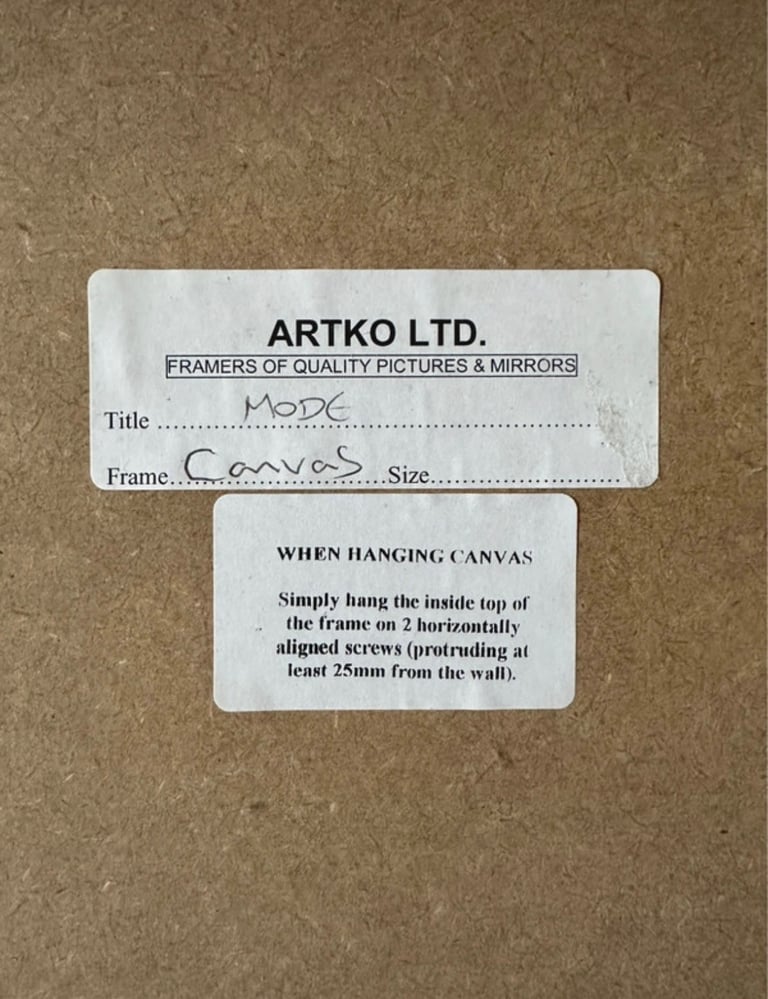 ARTKO LTD.
FRAMERS OF QUALITY PICTURES & MIRRORS
Title ..................MODE..................
Frame..........Canvas..........Size........................
WHEN HANGING CANVAS
Simply hang the inside top of
the frame on 2 horizontally
aligned screws (protruding at
least 25mm from the wall).